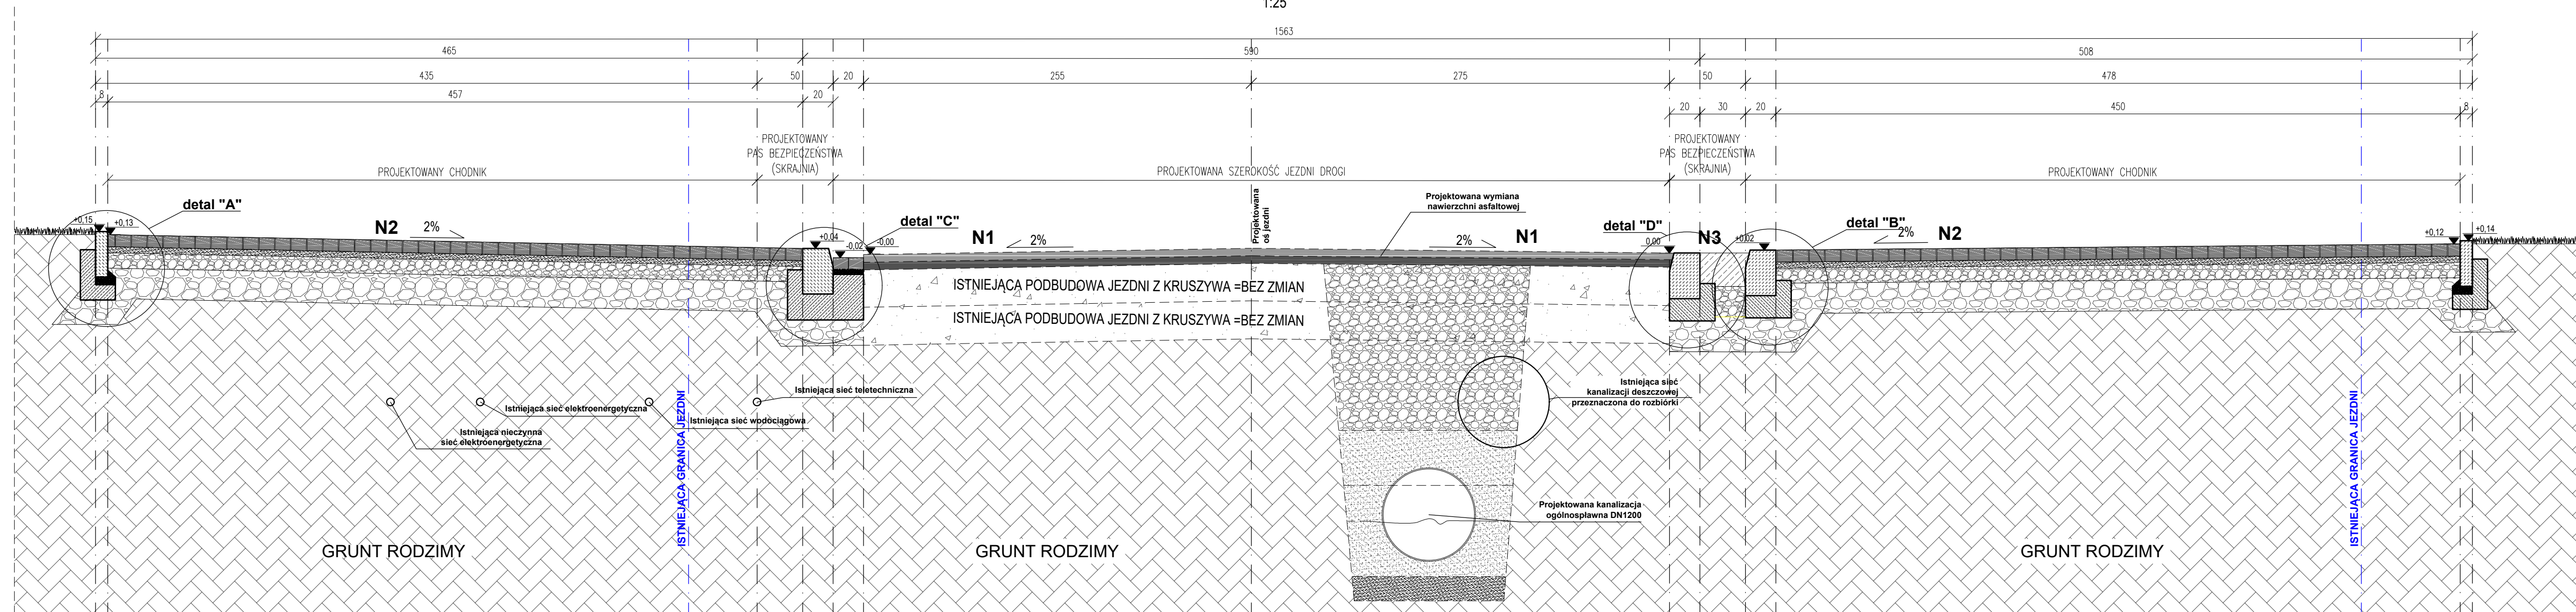 1:25
1563
465
590
508
435
50
20
255
275
50
478
8
457
20
20
30
20
450
8
PROJEKTOWANY CHODNIK
PROJEKTOWANY
PAS BEZPIECZEŃSTWA
(SKRAJNIA)
PROJEKTOWANA SZEROKOŚĆ JEZDNI DROGI
PROJEKTOWANY
PAS BEZPIECZEŃSTWA
(SKRAJNIA)
PROJEKTOWANY CHODNIK
Projektowana
oś jezdni
Projektowana wymiana
nawierzchni asfaltowej
detal "A"
+0,15
+0,13
N2
2%
detal "C"
+0,04
-0,02
-0,00
N1
2%
2%
N1
detal "D"
0,00
N3
+0,02
detal "B"
2%
N2
+0,12
+0,14
ISTNIEJĄCA PODBUDOWA JEZDNI Z KRUSZYWA =BEZ ZMIAN
ISTNIEJĄCA PODBUDOWA JEZDNI Z KRUSZYWA =BEZ ZMIAN
Istniejąca sieć teletechniczna
Istniejąca sieć elektroenergetyczna
Istniejąca sieć wodociągowa
Istniejąca nieczynna
sieć elektroenergetyczna
Istniejąca sieć
kanalizacji deszczowej
przeznaczona do rozbiórki
ISTNIEJĄCA GRANICA JEZDNI
ISTNIEJĄCA GRANICA JEZDNI
Projektowana kanalizacja
ogólnospławna DN1200
GRUNT RODZIMY
GRUNT RODZIMY
GRUNT RODZIMY